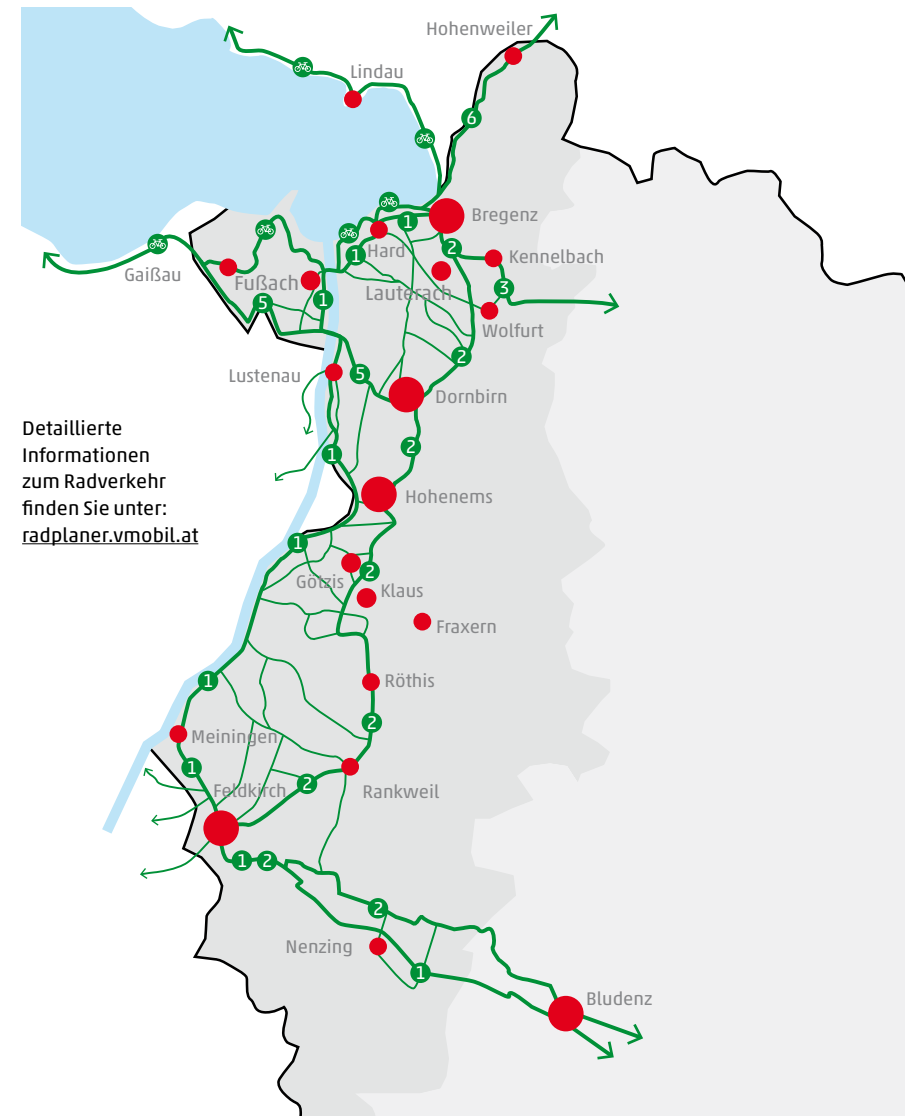 Hohenweiler
Lindau
6
Bregenz
1
2
Hard
1
Kennelbach
Gaißau
Fußach
Lauterach
3
5
1
Wolfurt
2
Lustenau
5
Dornbirn
Detaillierte
Informationen
zum Radverkehr
finden Sie unter:
radplaner.vmobil.at
2
1
Hohenems
1
Götzis
2
Klaus
Fraxern
1
Röthis
2
Meiningen
1
Feldkirch
2
Rankweil
1
2
2
Nenzing
1
Bludenz